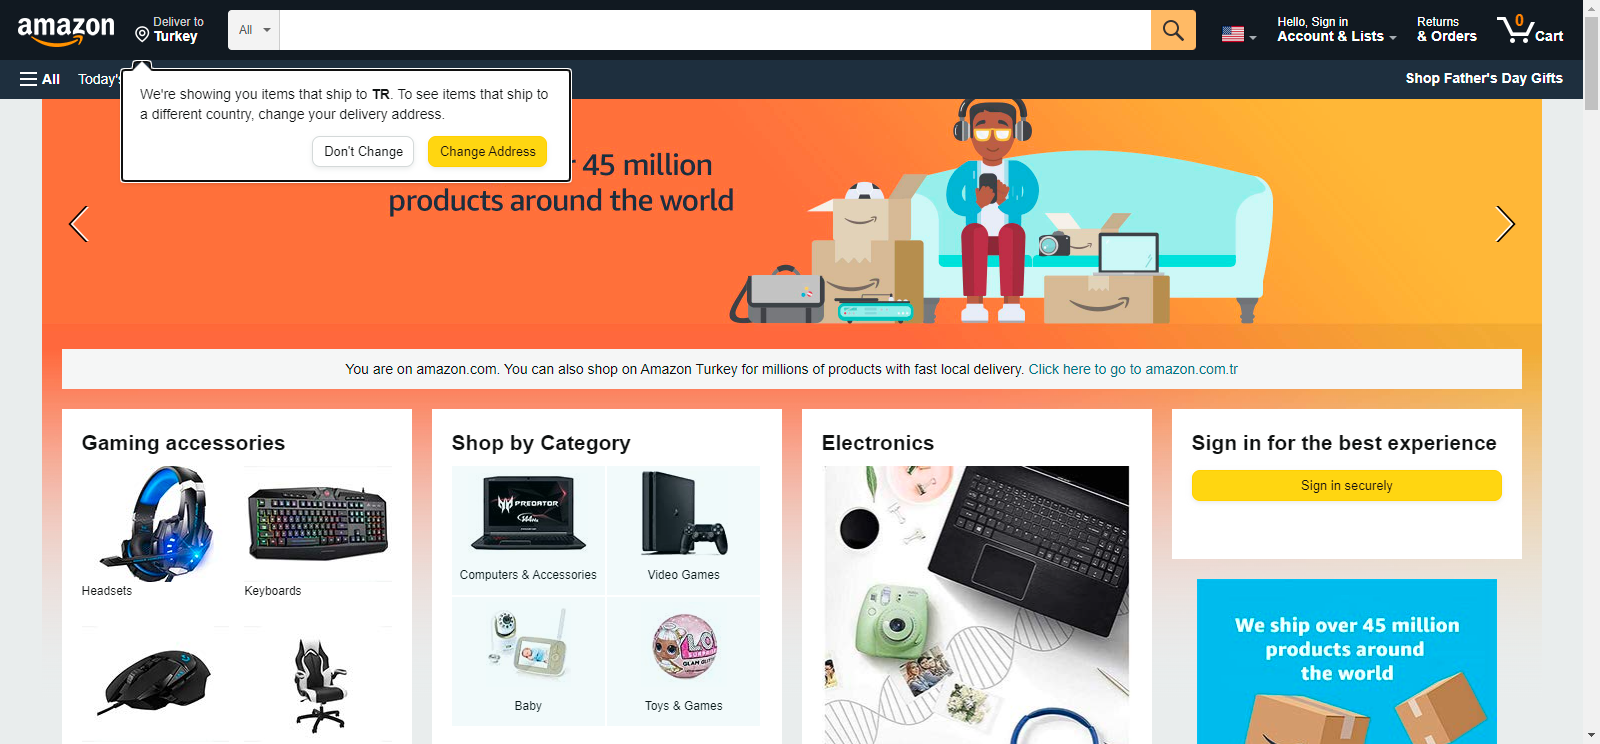 amazon
Deliver to
Turkey
All
Hello, Sign in
Account & Lists
Returns
& Orders
0
Cart
All
Today's
Shop Father's Day Gifts
We're showing you items that ship to TR. To see items that ship to
a different country, change your delivery address.
Don't Change
Change Address
45 million
products around the world
You are on amazon.com. You can also shop on Amazon Turkey for millions of products with fast local delivery. Click here to go to amazon.com.tr
Gaming accessories
Headsets
Keyboards
Shop by Category
PREDATOR
Computers & Accessories
Video Games
L.O.L.
SURPRISE
Baby
Toys & Games
Electronics
Sign in for the best experience
Sign in securely
We ship over 45 million
products around
the world